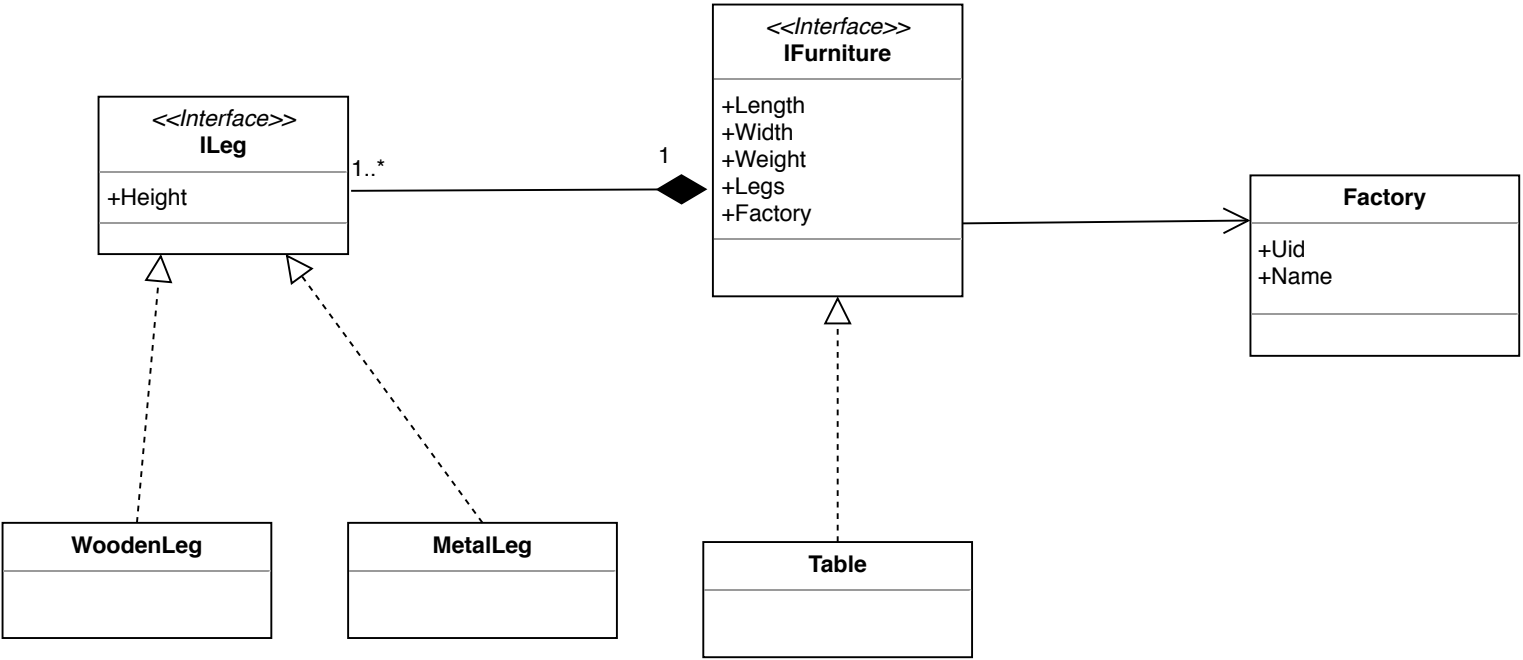 <<Interface>>
IFurniture
+Length
+Width
+Weight
+Legs
+Factory
<<Interface>>
ILeg
+Height
1..*
1
Factory
+Uid
+Name
WoodenLeg
MetalLeg
Table